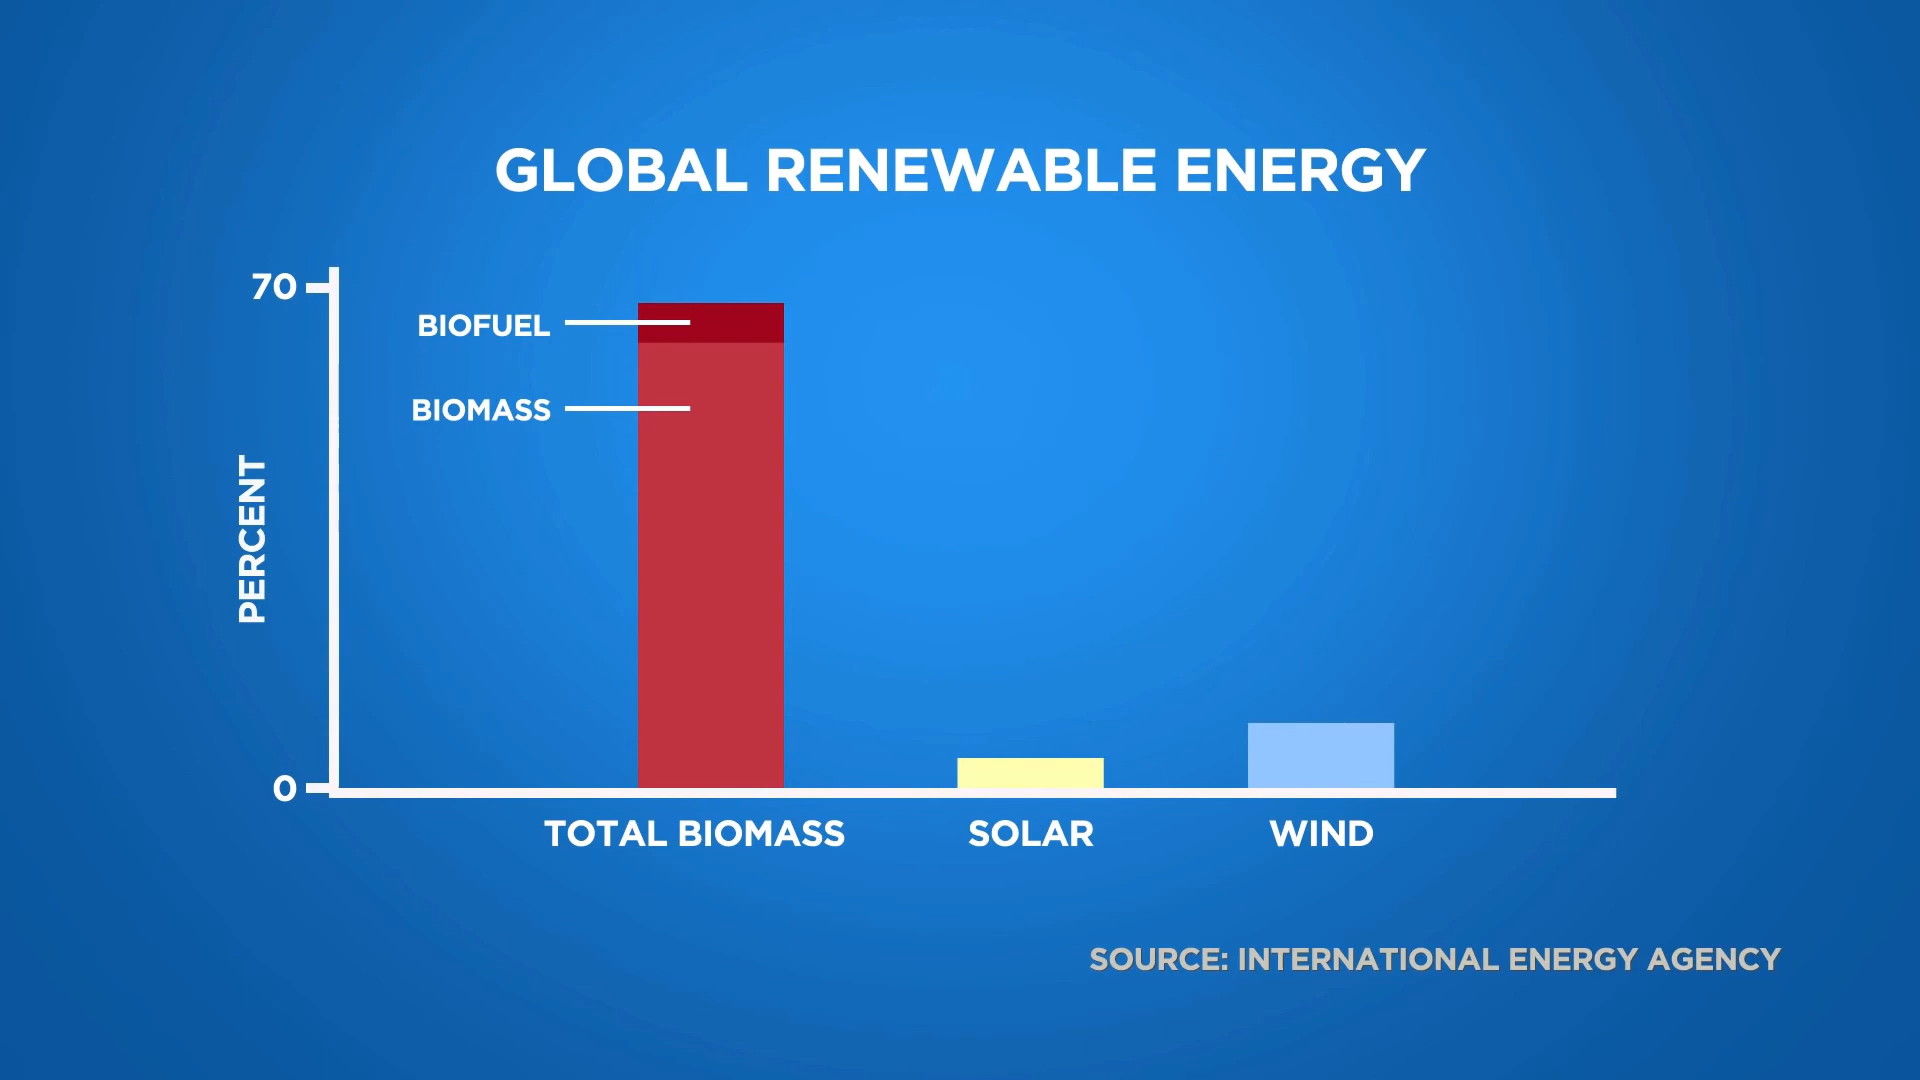 GLOBAL RENEWABLE ENERGY
70
BIOFUEL
BIOMASS
PERCENT
0
TOTAL BIOMASS
SOLAR
WIND
SOURCE: INTERNATIONAL ENERGY AGENCY